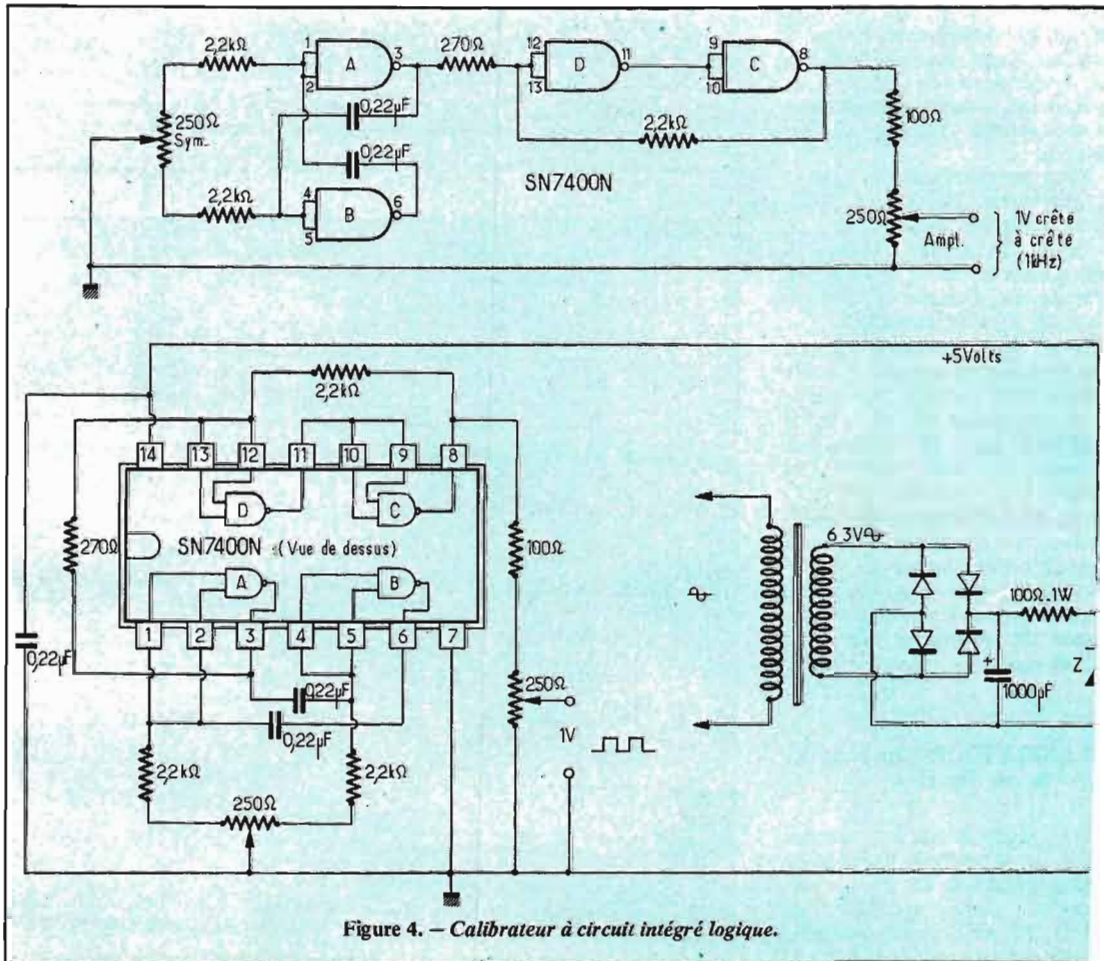 2,2kΩ
1
2
A
3
270Ω
12
13
D
11
9
10
C
8
0,22µF
250Ω
Sym.
0,22µF
2,2kΩ
100Ω
2,2kΩ
4
5
B
6
SN7400N
250Ω
Ampl.
1V crête
à crête
(1kHz)
+5Volts
2,2kΩ
14 13 12 11 10 9 8
D
C
270Ω
SN7400N (Vue de dessus)
A
B
100Ω
6,3V
100Ω_1W
1 2 3 4 5 6 7
0,22µF
0,22µF
0,22µF
250Ω
+
1000µF
Z
1V
2,2kΩ
2,2kΩ
250Ω
Figure 4. — Calibrateur à circuit intégré logique.